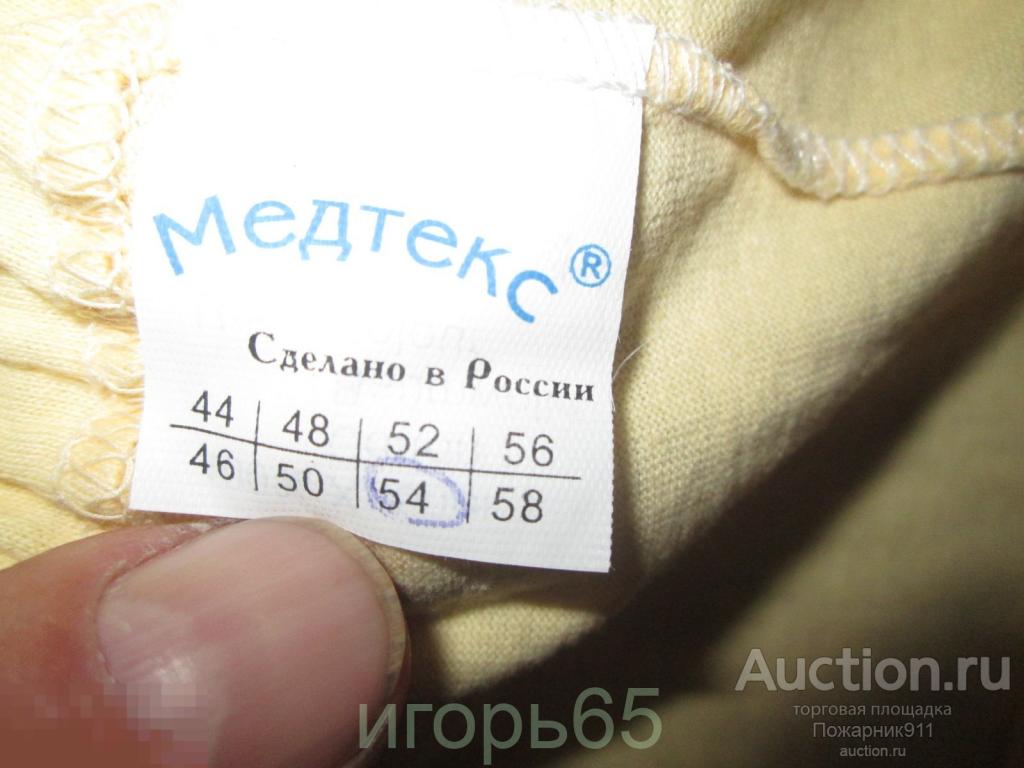 Медтекс®
Сделано в России
44 48 52 56
46 50 54 58
Auction.ru
торговая площадка
Пожарник911
auction.ru
игорь65